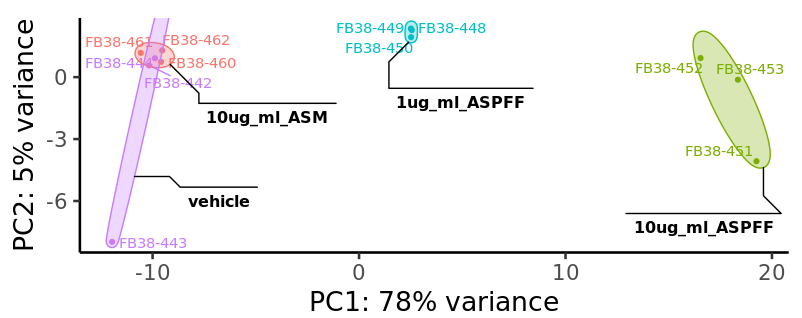 FB38-449 FB38-448
FB38-461 FB38-462
FB38-450
FB38-444 FB38-460
FB38-452 FB38-453
FB38-442
10ug_ml_ASM
1ug_ml_ASPFF
FB38-451
vehicle
10ug_ml_ASPFF
FB38-443
0
-3
-6
PC2: 5% variance
-10 0 10 20
PC1: 78% variance